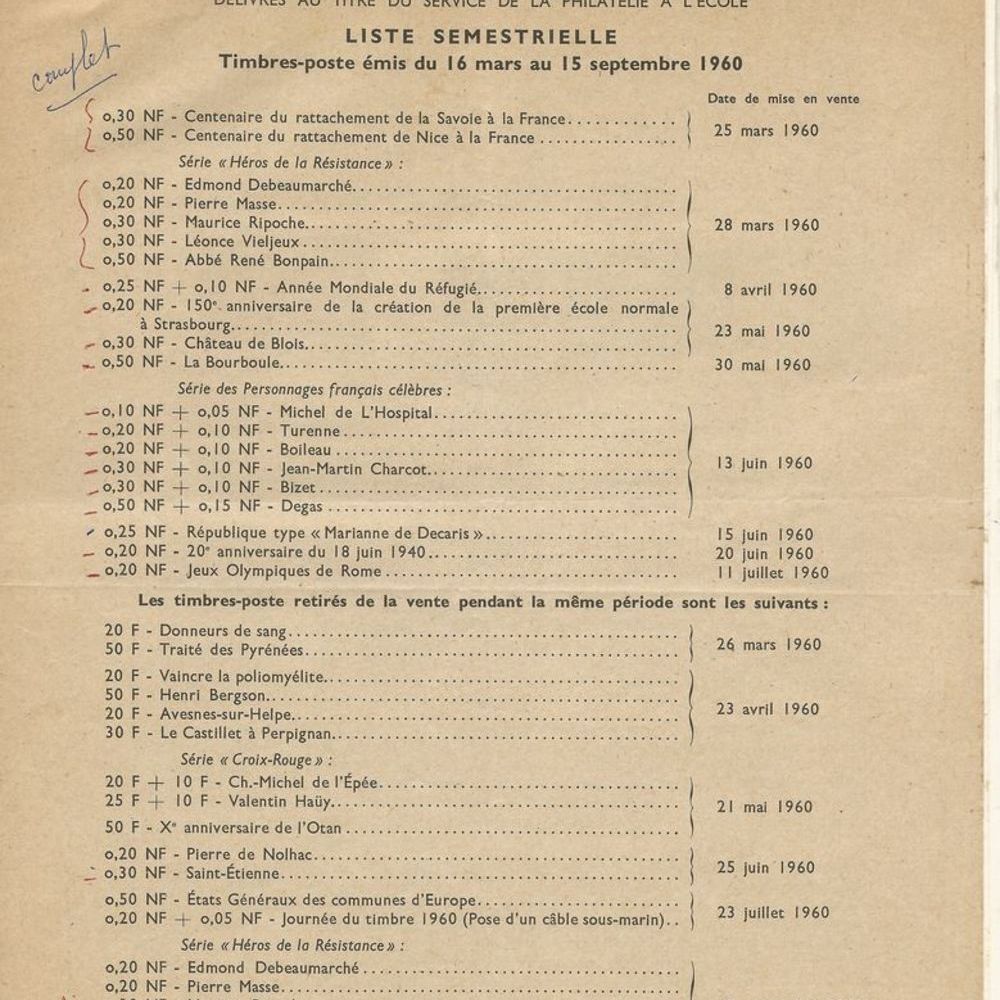 DÉLIVRÉS AU TITRE DU SERVICE DE LA PHILATÉLIE A L'ÉCOLE
complet
LISTE SEMESTRIELLE
Timbres-poste émis du 16 mars au 15 septembre 1960
Date de mise en vente
0,30 NF - Centenaire du rattachement de la Savoie à la France............
0,50 NF - Centenaire du rattachement de Nice à la France ............... 25 mars 1960
Série « Héros de la Résistance » :
0,20 NF - Edmond Debeaumarché.
0,20 NF - Pierre Masse.
0,30 NF - Maurice Ripoche. 28 mars 1960
0,30 NF - Léonce Vieljeux
0,50 NF - Abbé René Bonpain.
0,25 NF + 0,10 NF - Année Mondiale du Réfugié. 8 avril 1960
0,20 NF - 150e anniversaire de la création de la première école normale
à Strasbourg. 23 mai 1960
0,30 NF - Château de Blois.
0,50 NF - La Bourboule. 30 mai 1960
Série des Personnages français célèbres :
0,10 NF + 0,05 NF - Michel de L'Hospital.
0,20 NF + 0,10 NF - Turenne
0,20 NF + 0,10 NF - Boileau
0,30 NF + 0,10 NF - Jean-Martin Charcot. 13 juin 1960
0,30 NF + 0,10 NF - Bizet
0,50 NF + 0,15 NF - Degas
0,25 NF - République type « Marianne de Decaris ». 15 juin 1960
0,20 NF - 20e anniversaire du 18 juin 1940. 20 juin 1960
0,20 NF - Jeux Olympiques de Rome 11 juillet 1960
Les timbres-poste retirés de la vente pendant la même période sont les suivants :
20 F - Donneurs de sang.
50 F - Traité des Pyrénées. 26 mars 1960
20 F - Vaincre la poliomyélite.
50 F - Henri Bergson.
20 F - Avesnes-sur-Helpe. 23 avril 1960
30 F - Le Castillet à Perpignan.
Série « Croix-Rouge » :
20 F + 10 F - Ch.-Michel de l'Épée.
25 F + 10 F - Valentin Haüy. 21 mai 1960
50 F - Xe anniversaire de l'Otan
0,20 NF - Pierre de Nolhac.
0,30 NF - Saint-Étienne. 25 juin 1960
0,50 NF - États Généraux des communes d'Europe.
0,20 NF + 0,05 NF - Journée du timbre 1960 (Pose d'un câble sous-marin). . 23 juillet 1960
Série « Héros de la Résistance » :
0,20 NF - Edmond Debeaumarché
0,20 NF - Pierre Masse.